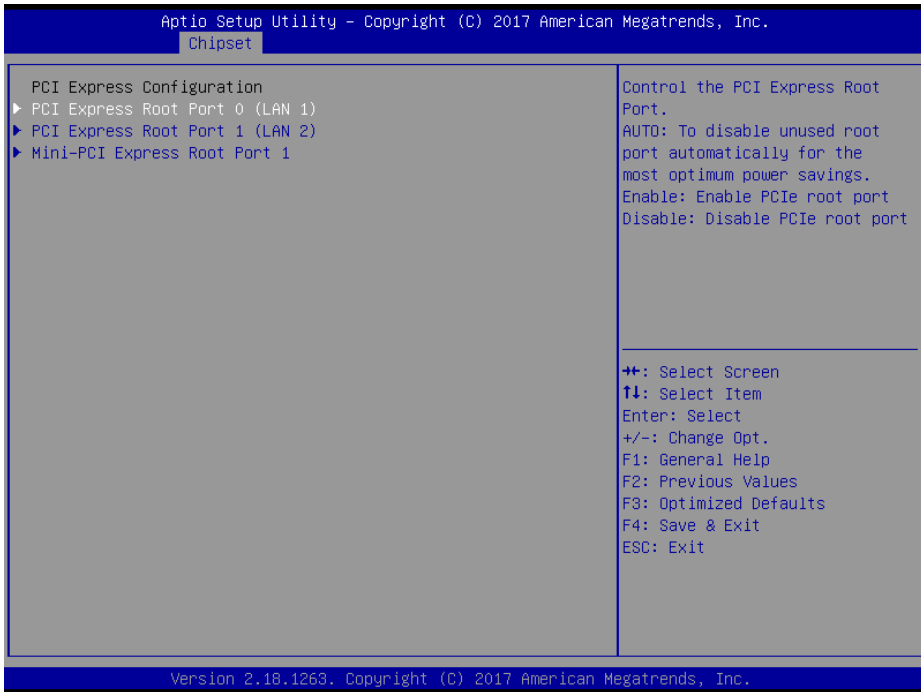 Aptio Setup Utility – Copyright (C) 2017 American Megatrends, Inc.
Chipset
PCI Express Configuration
PCI Express Root Port 0 (LAN 1)
PCI Express Root Port 1 (LAN 2)
Mini-PCI Express Root Port 1
Control the PCI Express Root
Port.
AUTO: To disable unused root
port automatically for the
most optimum power savings.
Enable: Enable PCIe root port
Disable: Disable PCIe root port
→←: Select Screen
↑↓: Select Item
Enter: Select
+/-: Change Opt.
F1: General Help
F2: Previous Values
F3: Optimized Defaults
F4: Save & Exit
ESC: Exit
Version 2.18.1263. Copyright (C) 2017 American Megatrends, Inc.